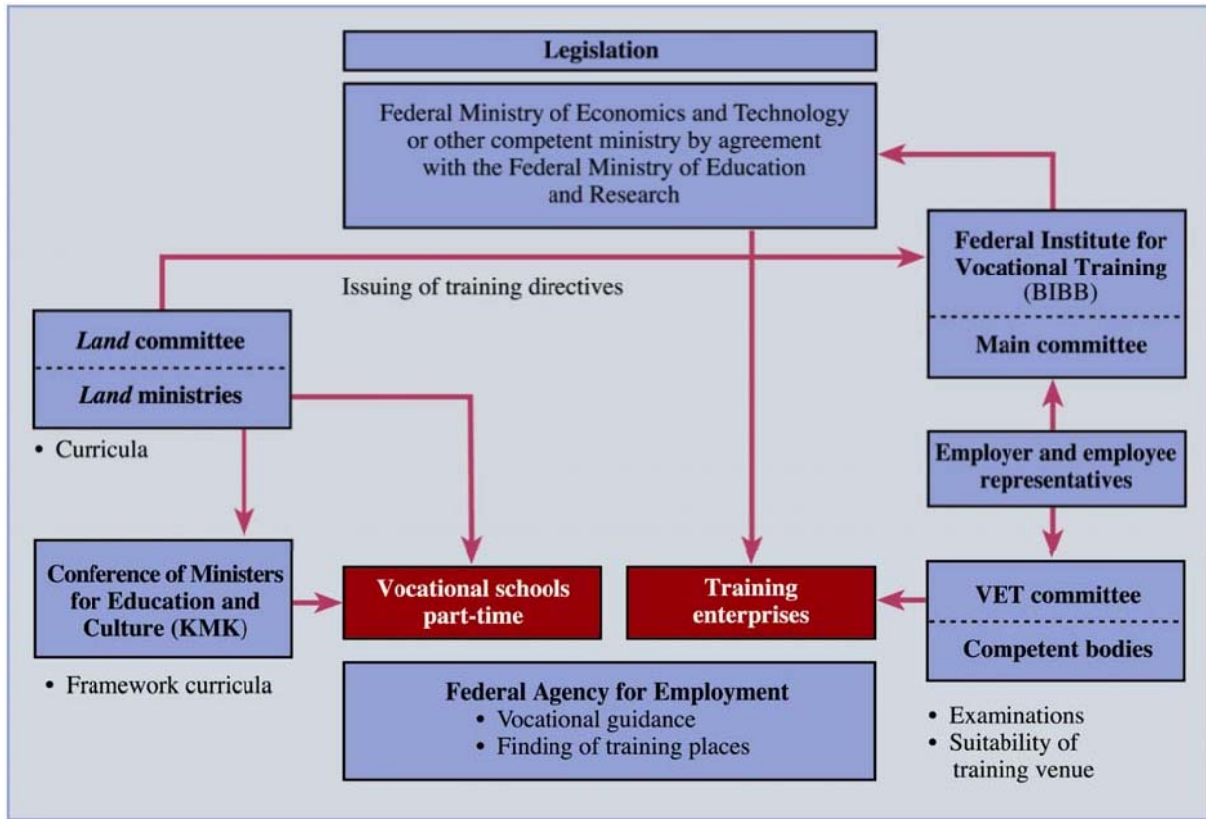 Legislation
Federal Ministry of Economics and Technology
or other competent ministry by agreement
with the Federal Ministry of Education
and Research
Federal Institute for
Vocational Training
(BIBB)
Main committee
Issuing of training directives
Land committee
Land ministries
• Curricula
Employer and employee
representatives
Conference of Ministers
for Education and
Culture (KMK)
• Framework curricula
Vocational schools
part-time
Training
enterprises
VET committee
Competent bodies
• Examinations
• Suitability of
training venue
Federal Agency for Employment
• Vocational guidance
• Finding of training places